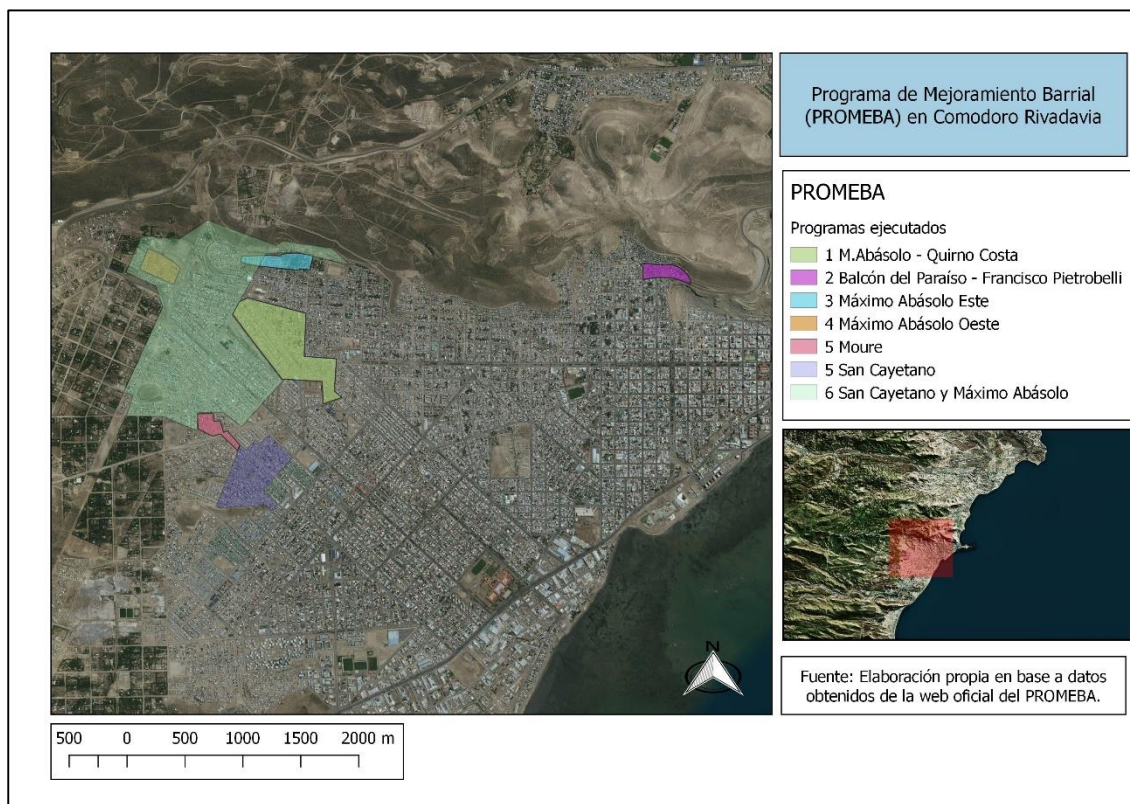 Programa de Mejoramiento Barrial
(PROMEBA) en Comodoro Rivadavia
PROMEBA
Programas ejecutados
1 M.Abásolo - Quirno Costa
2 Balcón del Paraíso - Francisco Pietrobelli
3 Máximo Abásolo Este
4 Máximo Abásolo Oeste
5 Moure
5 San Cayetano
6 San Cayetano y Máximo Abásolo
N
Fuente: Elaboración propia en base a datos
obtenidos de la web oficial del PROMEBA.
500 0 500 1000 1500 2000 m